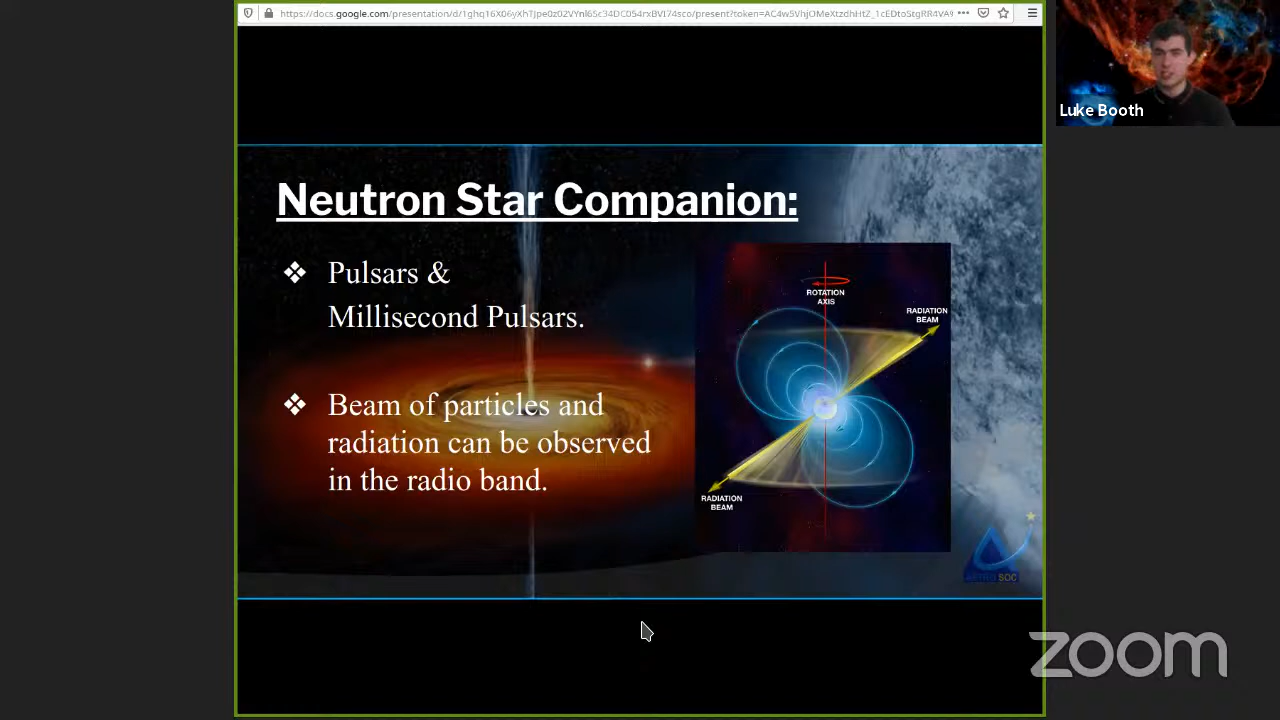 Luke Booth
Neutron Star Companion:
❖ Pulsars &
Millisecond Pulsars.
❖ Beam of particles and
radiation can be observed
in the radio band.
ROTATION
AXIS
RADIATION
BEAM
RADIATION
BEAM
SOC
zoom